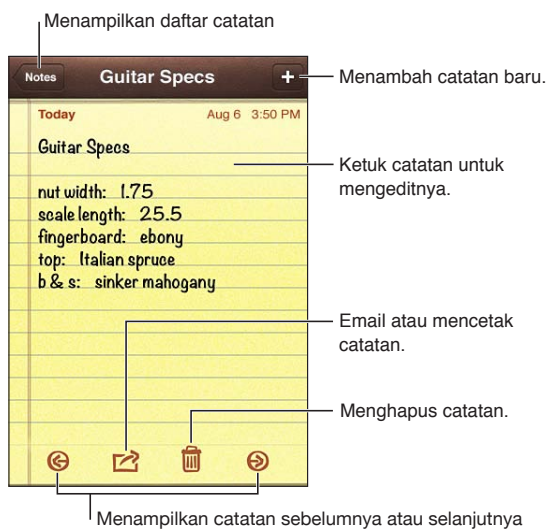 Menampilkan daftar catatan
Notes
Guitar Specs
+
Menambah catatan baru.
Today
Aug 6 3:50 PM
Guitar Specs
Ketuk catatan untuk
mengeditnya.
nut width: 1.75
scale length: 25.5
fingerboard: ebony
top: Italian spruce
b & s: sinker mahogany
Email atau mencetak
catatan.
Menghapus catatan.
Menampilkan catatan sebelumnya atau selanjutnya